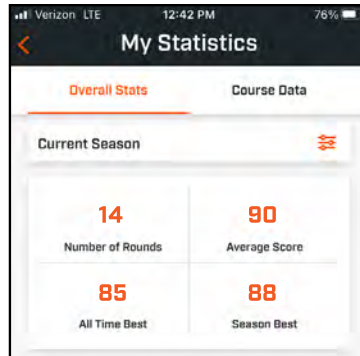 Verizon LTE 12:42 PM 76%
My Statistics
Overall Stats Course Data
Current Season
14 90
Number of Rounds Average Score
85 88
All Time Best Season Best